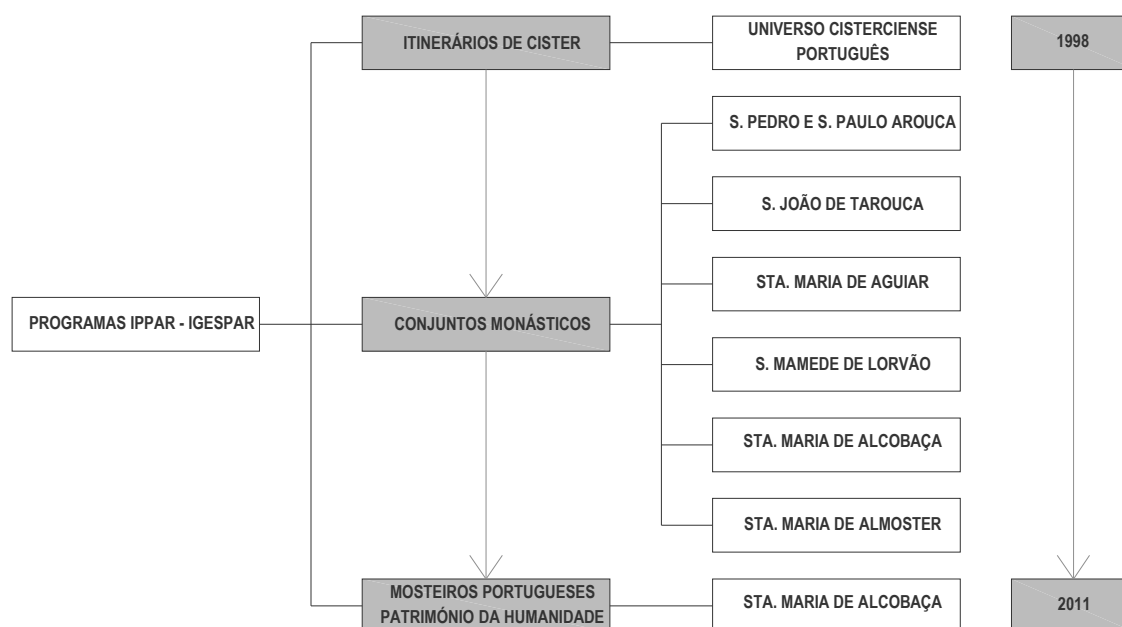 ITINERÁRIOS DE CISTER
UNIVERSO CISTERCIENSE
PORTUGUÊS
1998
S. PEDRO E S. PAULO AROUCA
S. JOÃO DE TAROUCA
STA. MARIA DE AGUIAR
PROGRAMAS IPPAR - IGESPAR
CONJUNTOS MONÁSTICOS
S. MAMEDE DE LORVÃO
STA. MARIA DE ALCOBAÇA
STA. MARIA DE ALMOSTER
MOSTEIROS PORTUGUESES
PATRIMÓNIO DA HUMANIDADE
STA. MARIA DE ALCOBAÇA
2011